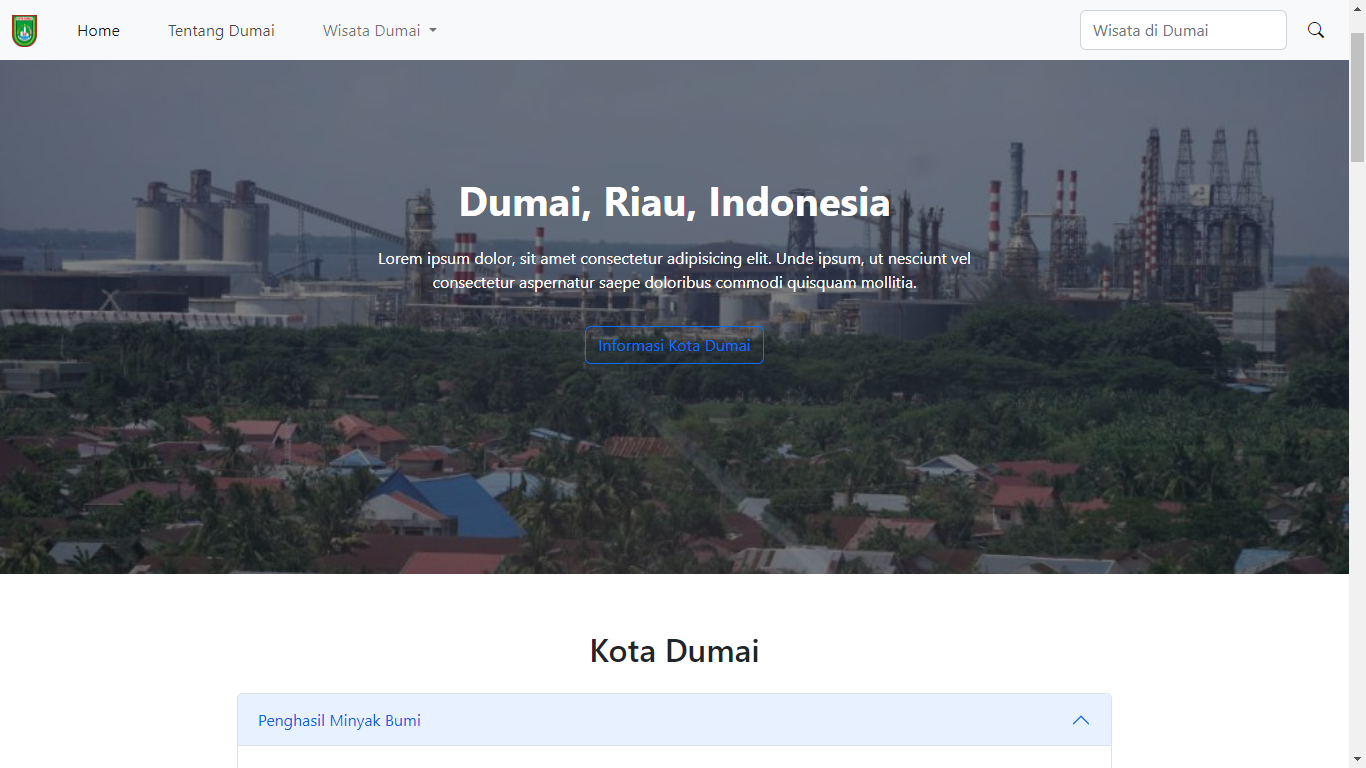 Home
Tentang Dumai
Wisata Dumai
Wisata di Dumai
Dumai, Riau, Indonesia
Lorem ipsum dolor, sit amet consectetur adipisicing elit. Unde ipsum, ut nesciunt vel
consectetur aspernatur saepe doloribus commodi quisquam mollitia.
Informasi Kota Dumai
Kota Dumai
Penghasil Minyak Bumi